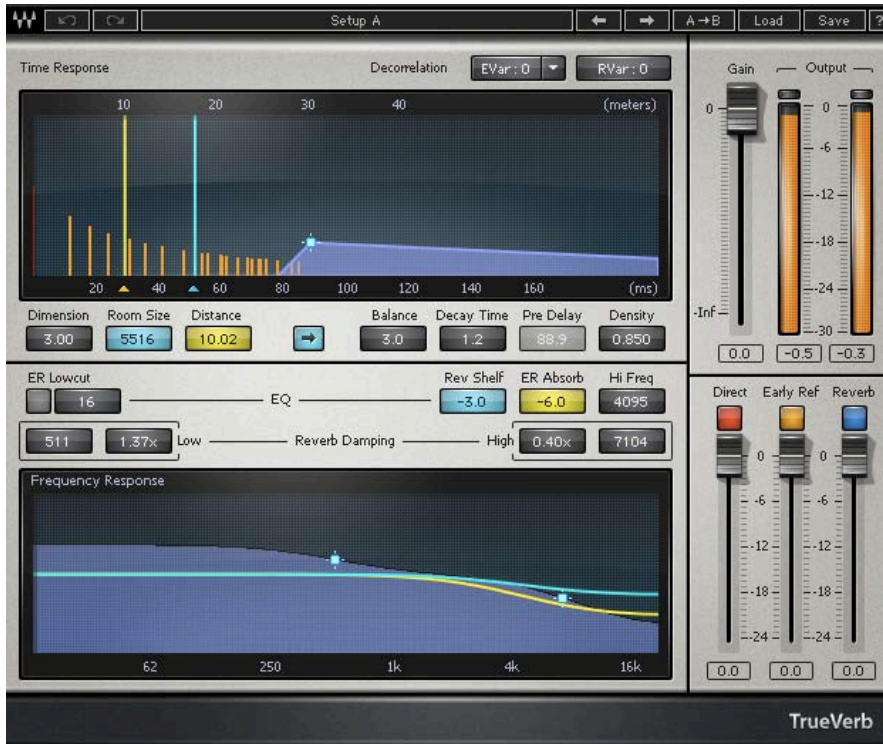 Setup A A→B Load Save ?
Time Response Decorrelation EVar: 0 RVar: 0
10 20 30 40 (meters)
20 40 60 80 100 120 140 160 (ms)
Dimension Room Size Distance Balance Decay Time Pre Delay Density
3.00 5516 10.02 3.0 1.2 88.9 0.850
ER Lowcut EQ Rev Shelf ER Absorb Hi Freq
16 -3.0 -6.0 4095
511 1.37x Low Reverb Damping High 0.40x 7104
Frequency Response
62 250 1k 4k 16k
Gain Output
0 0
-6
-12
-18
-24
-Inf -30
0.0 -0.5 -0.3
Direct Early Ref Reverb
0 0
-6 -6
-12 -12
-18 -18
-24 -24
0.0 0.0 0.0
TrueVerb